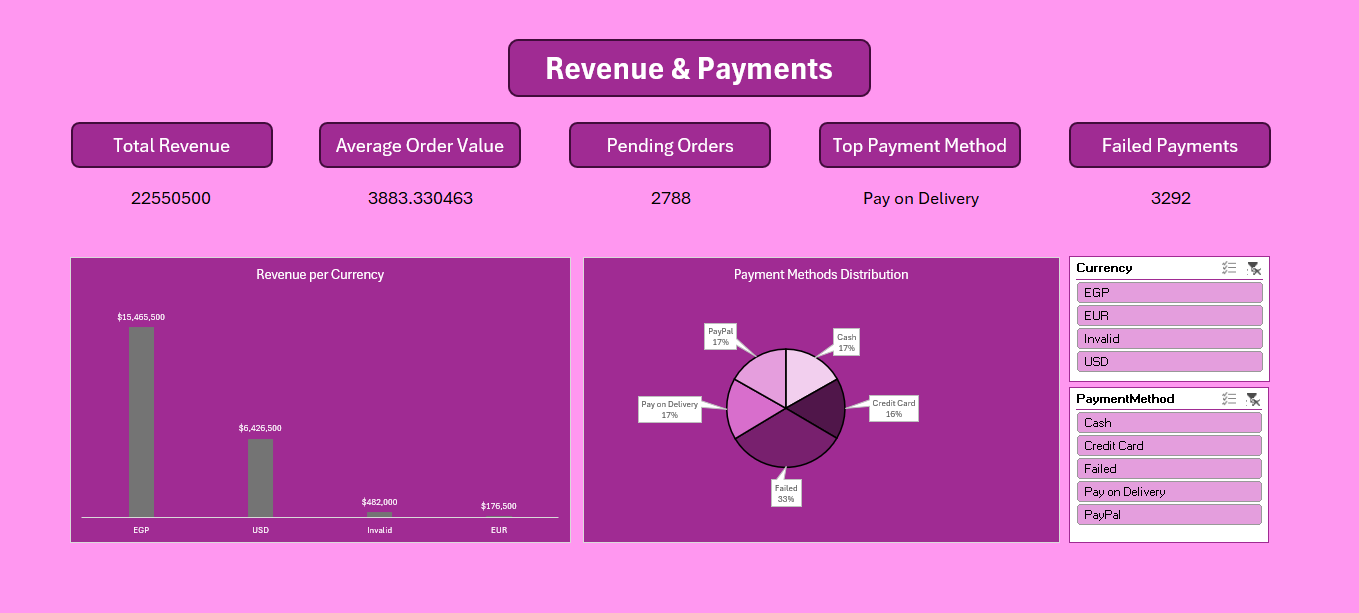 Revenue & Payments
Total Revenue
Average Order Value
Pending Orders
Top Payment Method
Failed Payments
22550500
3883.330463
2788
Pay on Delivery
3292
Revenue per Currency
$15,465,500
$6,426,500
$482,000
$176,500
EGP
USD
Invalid
EUR
Payment Methods Distribution
PayPal
17%
Cash
17%
Pay on Delivery
17%
Credit Card
16%
Failed
33%
Currency
EGP
EUR
Invalid
USD
PaymentMethod
Cash
Credit Card
Failed
Pay on Delivery
PayPal